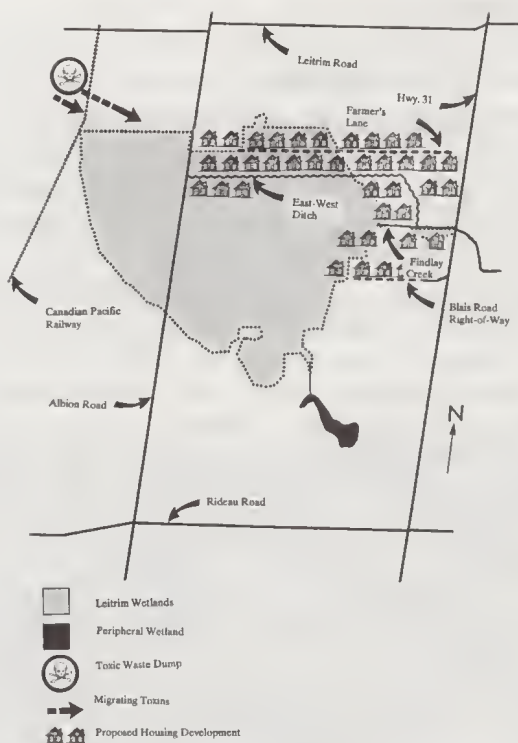 Leitrim Road
Hwy. 31
Farmer's
Lane
East-West
Ditch
Findlay
Creek
Canadian Pacific
Railway
Blais Road
Right-of-Way
Albion Road
N
Rideau Road
Leitrim Wetlands
Peripheral Wetland
Toxic Waste Dump
Migrating Toxins
Proposed Housing Development